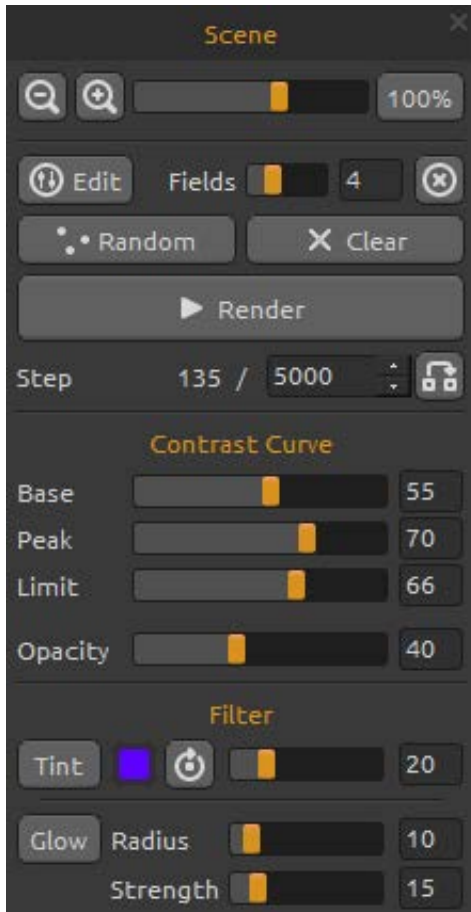 Scene
100%
Edit Fields 4
Random Clear
Render
Step 135 / 5000
Contrast Curve
Base 55
Peak 70
Limit 66
Opacity 40
Filter
Tint 20
Glow Radius 10
Strength 15